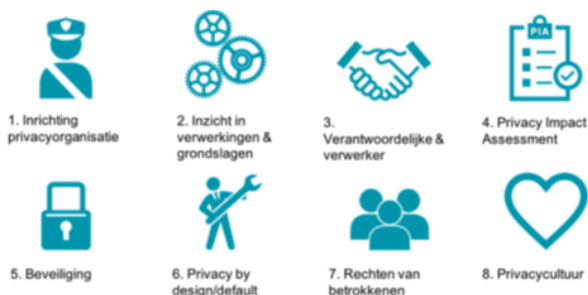 PIA
1. Inrichting
privacyorganisatie
2. Inzicht in
verwerkingen &
grondslagen
3.
Verantwoordelijke &
verwerker
4. Privacy Impact
Assessment
5. Beveiliging
6. Privacy by
design/default
7. Rechten van
betrokkenen
8. Privacycultuur